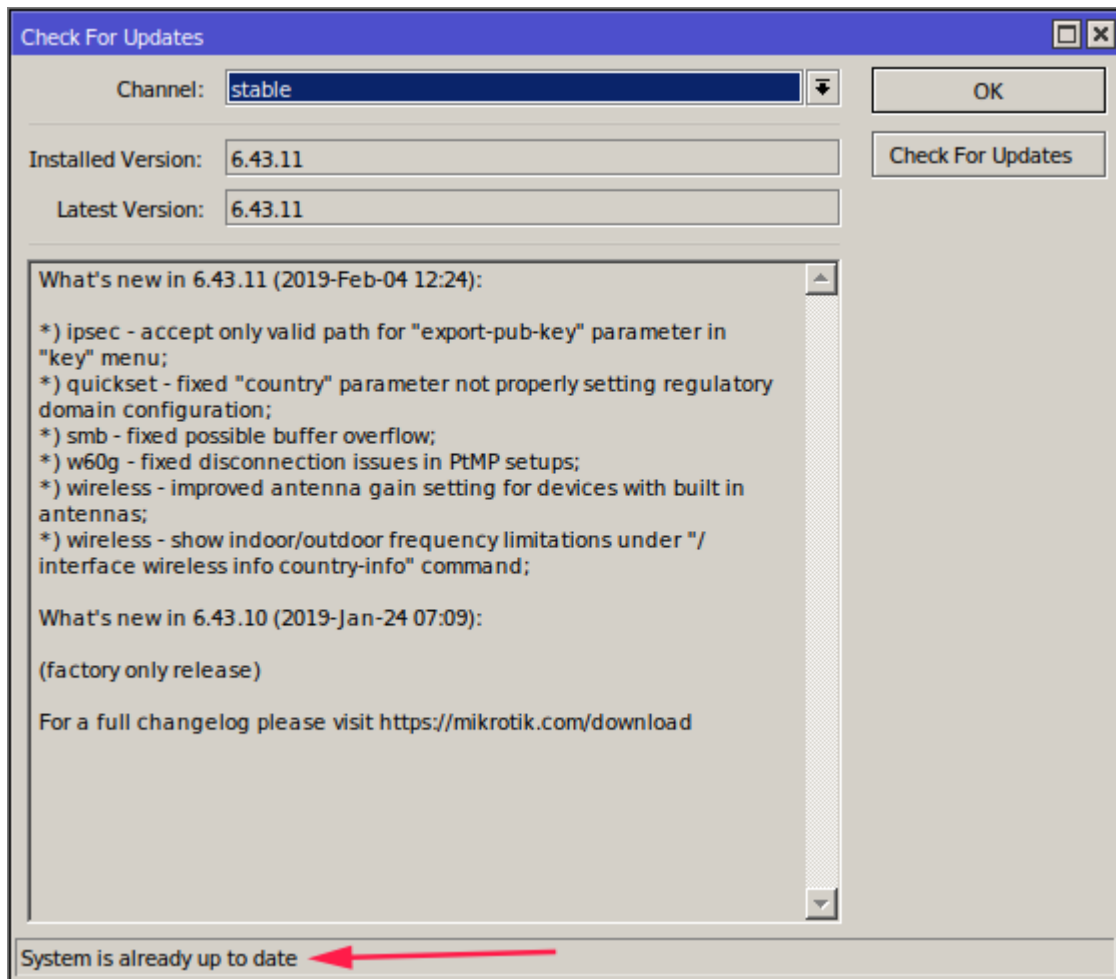 Check For Updates
Channel: stable
OK
Installed Version: 6.43.11
Check For Updates
Latest Version: 6.43.11
What's new in 6.43.11 (2019-Feb-04 12:24):
*) ipsec - accept only valid path for "export-pub-key" parameter in
"key" menu;
*) quickset - fixed "country" parameter not properly setting regulatory
domain configuration;
*) smb - fixed possible buffer overflow;
*) w60g - fixed disconnection issues in PtMP setups;
*) wireless - improved antenna gain setting for devices with built in
antennas;
*) wireless - show indoor/outdoor frequency limitations under "/
interface wireless info country-info" command;
What's new in 6.43.10 (2019-Jan-24 07:09):
(factory only release)
For a full changelog please visit https://mikrotik.com/download
System is already up to date